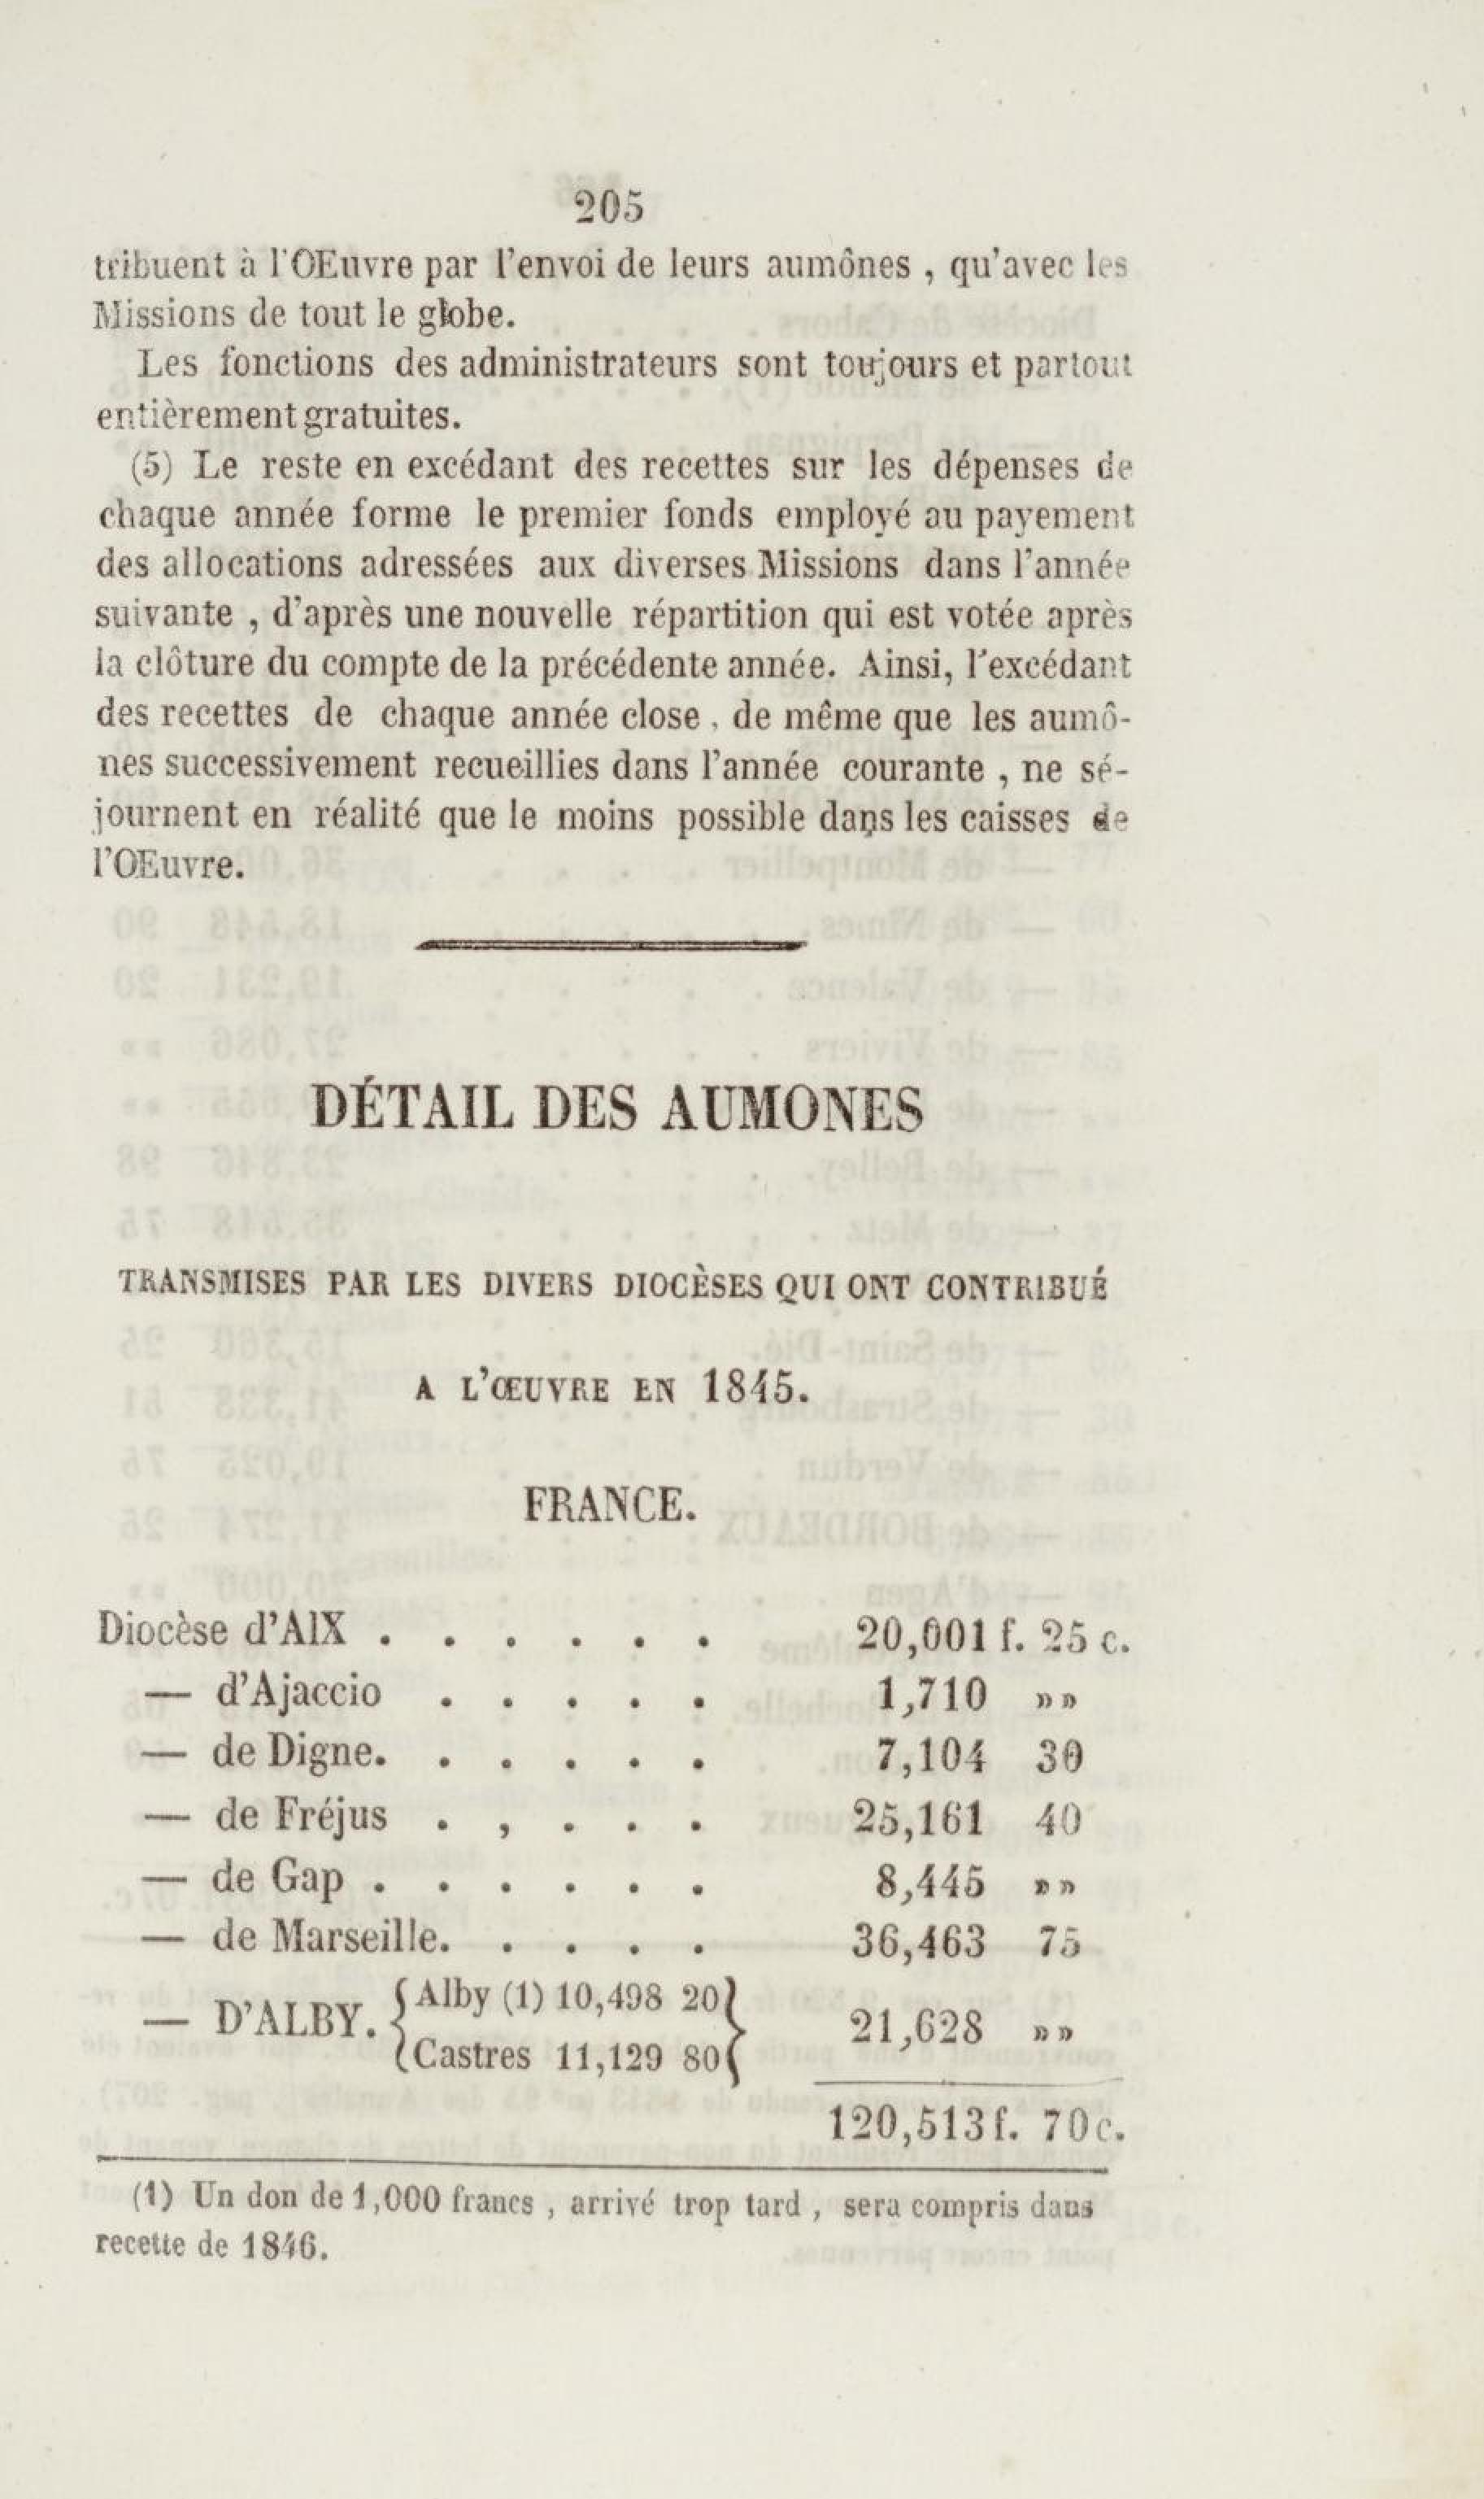 205
tribuent à l'OEuvre par l'envoi de leurs aumônes , qu'avec les
Missions de tout le globe.
Les fonctions des administrateurs sont toujours et partout
entièrement gratuites.
(5) Le reste en excédant des recettes sur les dépenses de
chaque année forme le premier fonds employé au payement
des allocations adressées aux diverses Missions dans l'année
suivante , d'après une nouvelle répartition qui est votée après
la clôture du compte de la précédente année. Ainsi, l'excédant
des recettes de chaque année close , de même que les aumô-
nes successivement recueillies dans l'année courante , ne sé-
journent en réalité que le moins possible dans les caisses de
l'OEuvre.
DÉTAIL DES AUMONES
TRANSMISES PAR LES DIVERS DIOCÈSES QUI ONT CONTRIBUÉ
A L'ŒUVRE EN 1845.
FRANCE.
Diocèse d'AIX . . . . . . 20,001 f. 25 c.
— d'Ajaccio . . . . . 1,710 »»
— de Digne. . . . . . 7,104 30
— de Fréjus . , . . . 25,161 40
— de Gap . . . . . . 8,445 »»
— de Marseille. . . . . 36,463 75
— D'ALBY. { Alby (1) 10,498 20 }
{ Castres 11,129 80 } 21,628 »»
120,513 f. 70 c.
(1) Un don de 1,000 francs , arrivé trop tard , sera compris dans
recette de 1846.